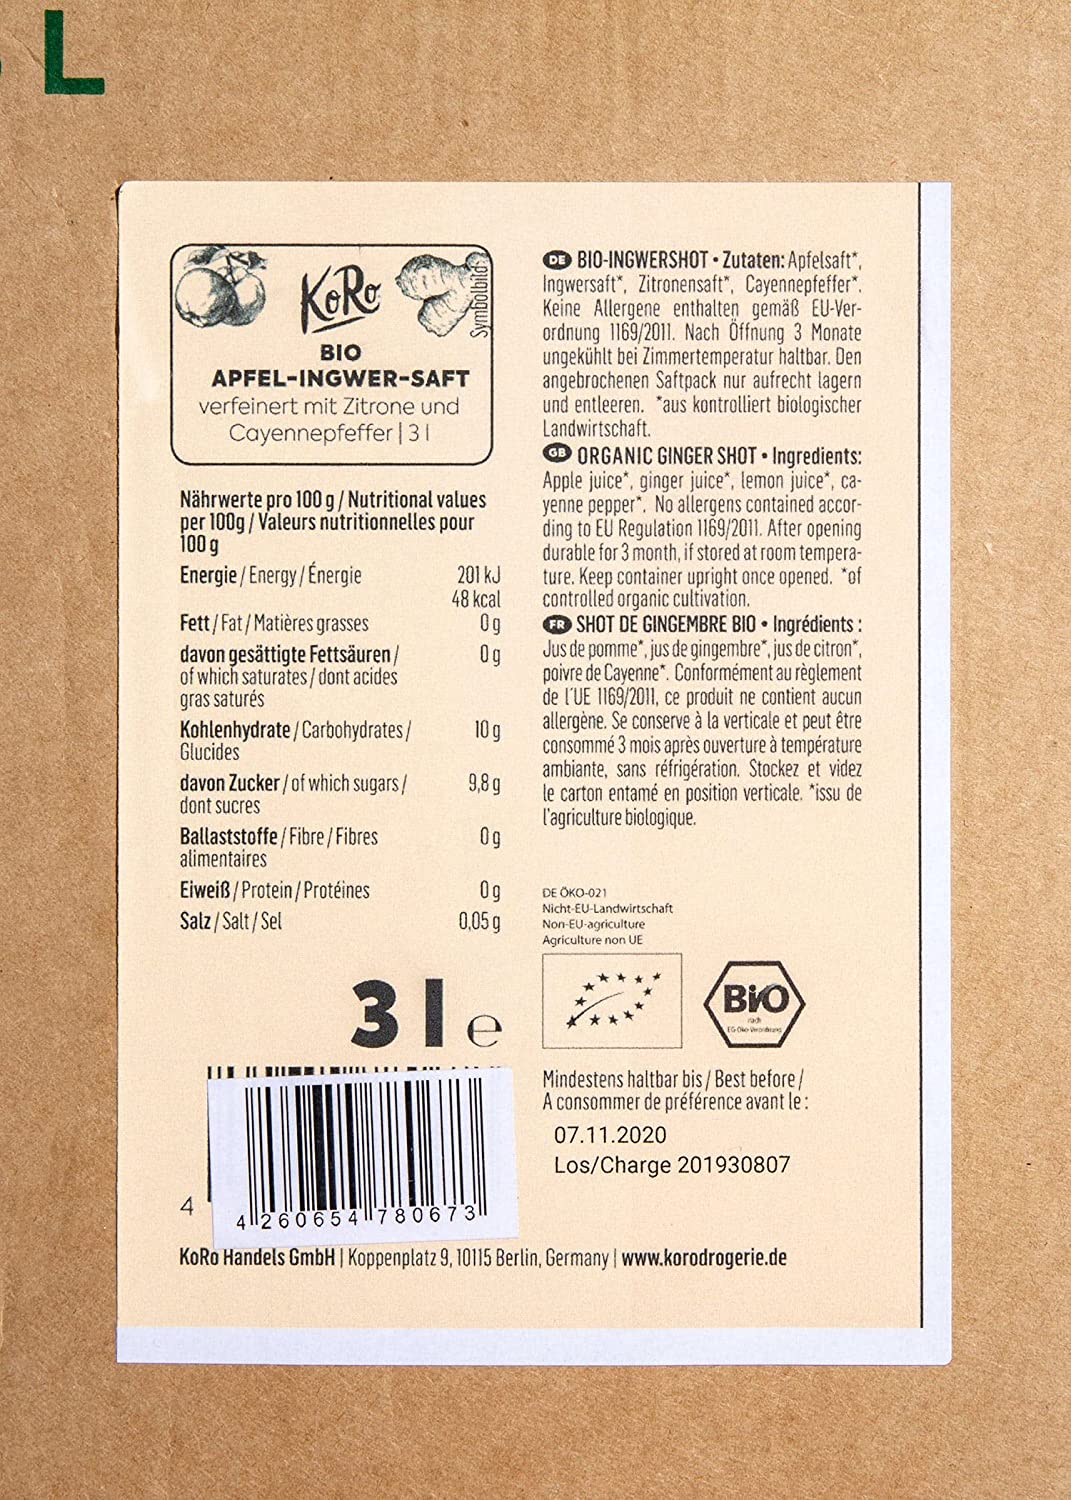 L
KoRo
Symbolbild
BIO
APFEL-INGWER-SAFT
verfeinert mit Zitrone und
Cayennepfeffer | 3 l
Nährwerte pro 100 g / Nutritional values
per 100g / Valeurs nutritionnelles pour
100 g
Energie / Energy / Énergie 201 kJ
48 kcal
Fett / Fat / Matières grasses 0 g
davon gesättigte Fettsäuren / 0 g
of which saturates / dont acides
gras saturés
Kohlenhydrate / Carbohydrates / 10 g
Glucides
davon Zucker / of which sugars / 9,8 g
dont sucres
Ballaststoffe / Fibre / Fibres 0 g
alimentaires
Eiweiß / Protein / Protéines 0 g
Salz / Salt / Sel 0,05 g
3 l e
4
4 260654 780673
DE BIO-INGWERSHOT • Zutaten: Apfelsaft*,
Ingwersaft*, Zitronensaft*, Cayennepfeffer*.
Keine Allergene enthalten gemäß EU-Ver-
ordnung 1169/2011. Nach Öffnung 3 Monate
ungekühlt bei Zimmertemperatur haltbar. Den
angebrochenen Saftpack nur aufrecht lagern
und entleeren. *aus kontrolliert biologischer
Landwirtschaft.
GB ORGANIC GINGER SHOT • Ingredients:
Apple juice*, ginger juice*, lemon juice*, ca-
yenne pepper*. No allergens contained accor-
ding to EU Regulation 1169/2011. After opening
durable for 3 month, if stored at room tempera-
ture. Keep container upright once opened. *of
controlled organic cultivation.
FR SHOT DE GINGEMBRE BIO • Ingrédients :
Jus de pomme*, jus de gingembre*, jus de citron*,
poivre de Cayenne*. Conformément au règlement
de l'UE 1169/2011, ce produit ne contient aucun
allergène. Se conserve à la verticale et peut être
consommé 3 mois après ouverture à température
ambiante, sans réfrigération. Stockez et videz
le carton entamé en position verticale. *issu de
l'agriculture biologique.
DE ÖKO-021
Nicht-EU-Landwirtschaft
Non-EU-agriculture
Agriculture non UE
BIO
nach
EG-Öko-Verordnung
Mindestens haltbar bis / Best before /
A consommer de préférence avant le :
07.11.2020
Los/Charge 201930807
KoRo Handels GmbH | Koppenplatz 9, 10115 Berlin, Germany | www.korodrogerie.de